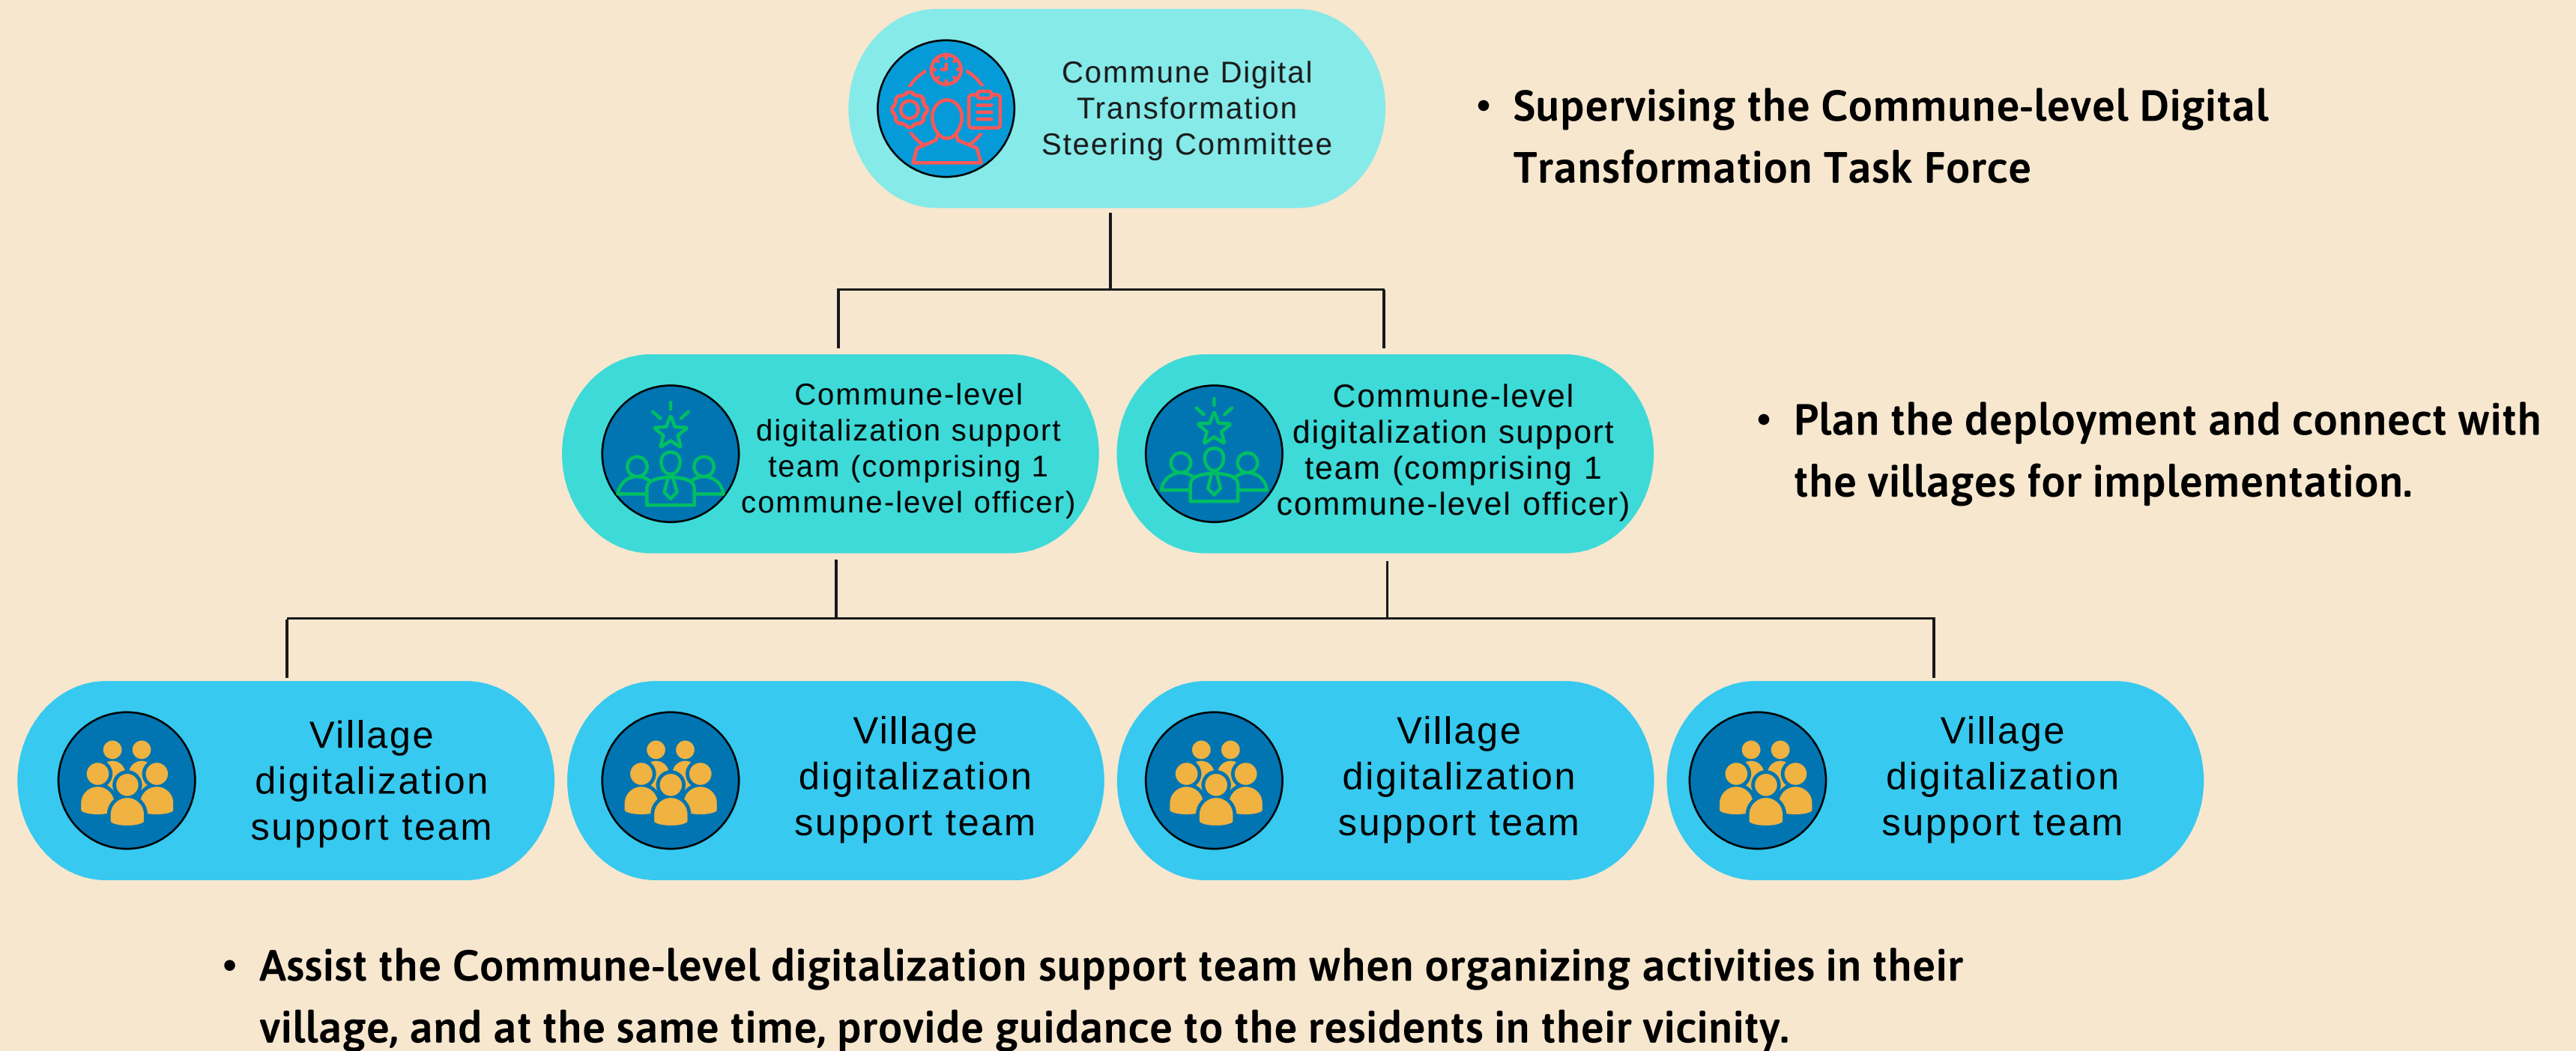 Commune Digital
Transformation
Steering Committee
• Supervising the Commune-level Digital
Transformation Task Force
Commune-level
digitalization support
team (comprising 1
commune-level officer)
Commune-level
digitalization support
team (comprising 1
commune-level officer)
• Plan the deployment and connect with
the villages for implementation.
Village
digitalization
support team
Village
digitalization
support team
Village
digitalization
support team
Village
digitalization
support team
• Assist the Commune-level digitalization support team when organizing activities in their
village, and at the same time, provide guidance to the residents in their vicinity.